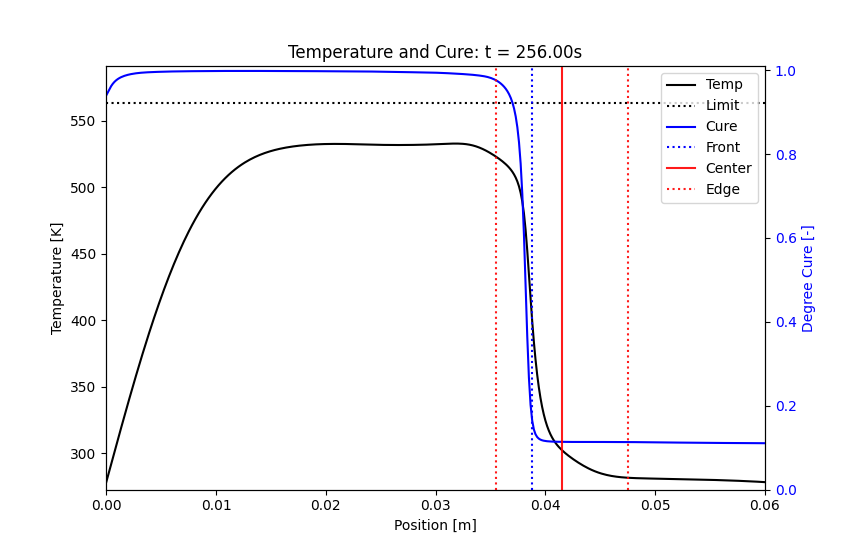 Temperature and Cure: t = 256.00s
Temperature [K]
550
500
450
400
350
300
1.0
0.8
0.6
0.4
0.2
0.0
Degree Cure [-]
Temp
Limit
Cure
Front
Center
Edge
0.00 0.01 0.02 0.03 0.04 0.05 0.06
Position [m]